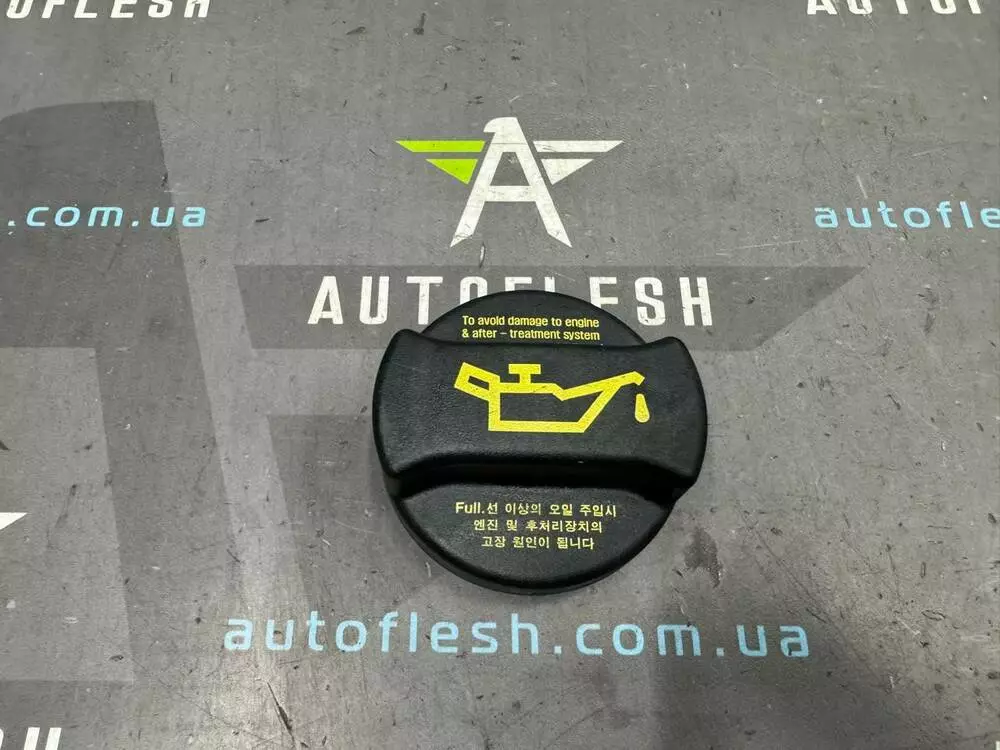 AUTOFLESH
.com.ua
autofles
AUTOFLESH
To avoid damage to engine
& after - treatment system
Full.선 이상의 오일 주입시
엔진 및 후처리장치의
고장 원인이 됩니다
autoflesh.com.ua